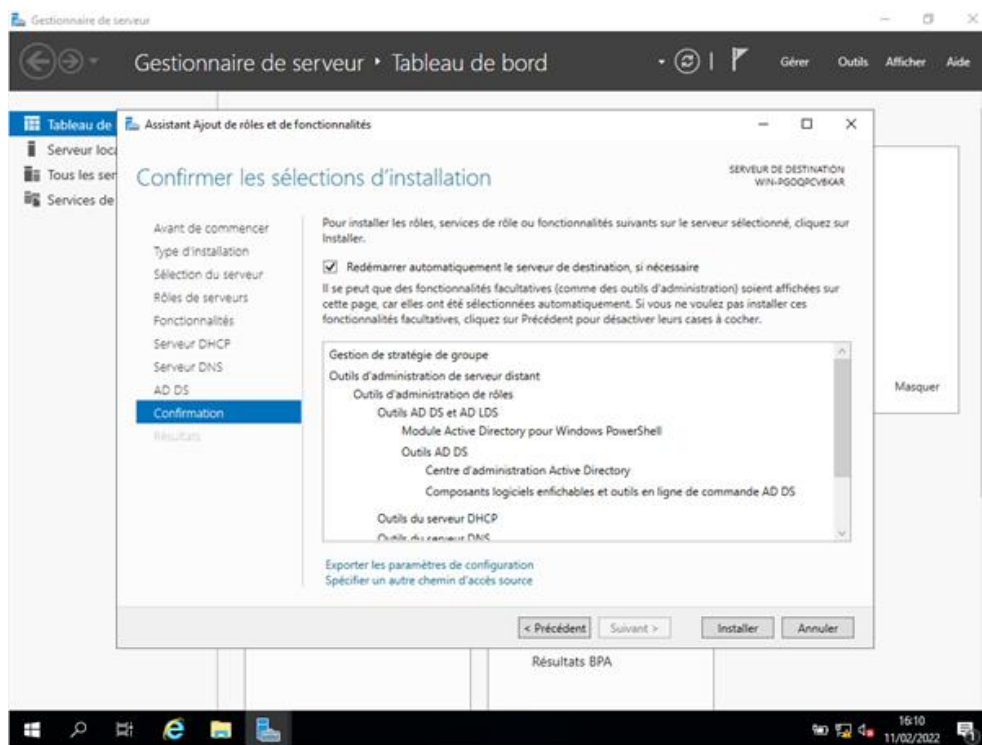 Gestionnaire de serveur
Gestionnaire de serveur • Tableau de bord
Gérer Outils Afficher Aide
Tableau de
Serveur loca
Tous les ser
Services de
Assistant Ajout de rôles et de fonctionnalités
Confirmer les sélections d'installation
SERVEUR DE DESTINATION
Avant de commencer
Type d'installation
Sélection du serveur
Rôles de serveurs
Fonctionnalités
Serveur DHCP
Serveur DNS
AD DS
Confirmation
Résultats
Pour installer les rôles, services de rôle ou fonctionnalités suivants sur le serveur sélectionné, cliquez sur
Installer.
Redémarrer automatiquement le serveur de destination, si nécessaire
Il se peut que des fonctionnalités facultatives (comme des outils d'administration) soient affichées sur
cette page, car elles ont été sélectionnées automatiquement. Si vous ne voulez pas installer ces
fonctionnalités facultatives, cliquez sur Précédent pour désactiver leurs cases à cocher.
Gestion de stratégie de groupe
Outils d'administration de serveur distant
Outils d'administration de rôles
Outils AD DS et AD LDS
Module Active Directory pour Windows PowerShell
Outils AD DS
Centre d'administration Active Directory
Composants logiciels enfichables et outils en ligne de commande AD DS
Outils du serveur DHCP
Outils du serveur DNS
Exporter les paramètres de configuration
Spécifier un autre chemin d'accès source
< Précédent Suivant > Installer Annuler
Masquer
Résultats BPA
16:10
11/02/2022